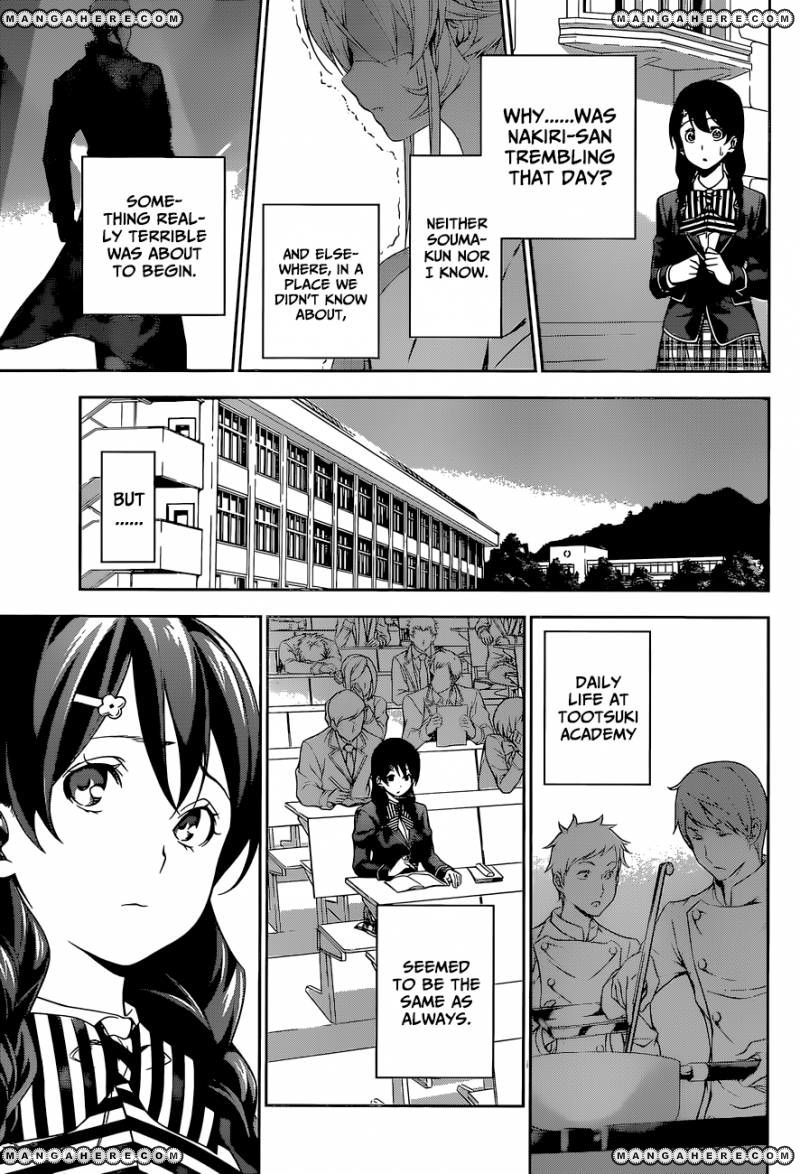 MANGAHERE.COM
MANGAHERE.COM
WHY......WAS
NAKIRI-SAN
TREMBLING
THAT DAY?
NEITHER
SOUMA-
KUN NOR
I KNOW.
AND ELSE-
WHERE, IN A
PLACE WE
DIDN'T KNOW
ABOUT,
SOME-
THING REAL-
LY TERRIBLE
WAS ABOUT
TO BEGIN.
BUT
......
DAILY
LIFE AT
TOOTSUKI
ACADEMY
SEEMED
TO BE THE
SAME AS
ALWAYS.
MANGAHERE.COM
MANGAHERE.COM